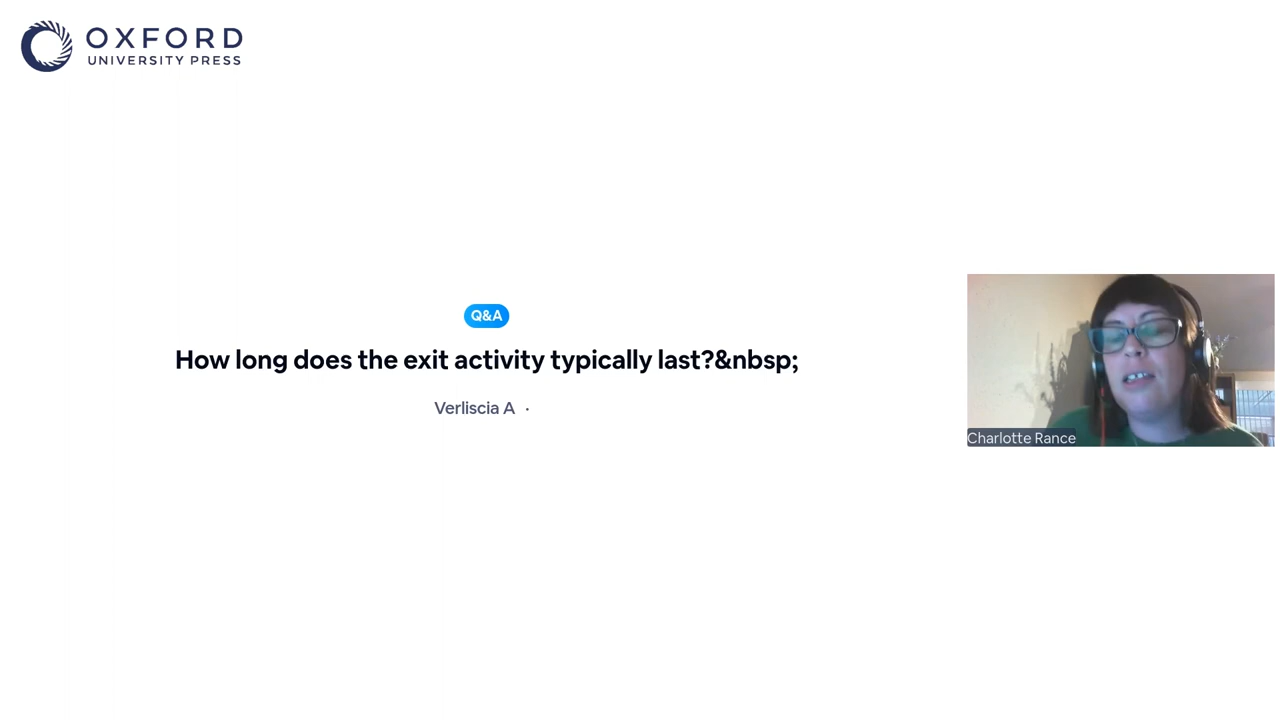 OXFORD
UNIVERSITY PRESS
Q&A
How long does the exit activity typically last?&nbsp;
Verliscia A ·
Charlotte Rance